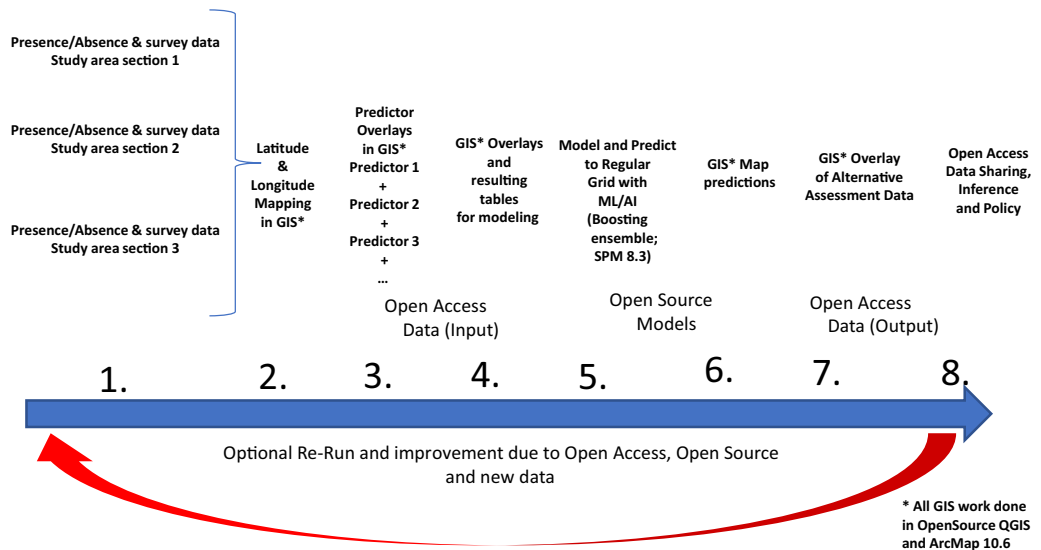 Presence/Absence & survey data
Study area section 1
Presence/Absence & survey data
Study area section 2
Presence/Absence & survey data
Study area section 3
Latitude
&
Longitude
Mapping
in GIS*
Predictor
Overlays
in GIS*
Predictor 1
+
Predictor 2
+
Predictor 3
+
...
GIS* Overlays
and
resulting
tables
for modeling
Model and Predict
to Regular
Grid with
ML/AI
(Boosting
ensemble;
SPM 8.3)
GIS* Map
predictions
GIS* Overlay
of Alternative
Assessment Data
Open Access
Data Sharing,
Inference
and Policy
Open Access
Data (Input)
Open Source
Models
Open Access
Data (Output)
1.
2.
3.
4.
5.
6.
7.
8.
Optional Re-Run and improvement due to Open Access, Open Source
and new data
* All GIS work done
in OpenSource QGIS
and ArcMap 10.6